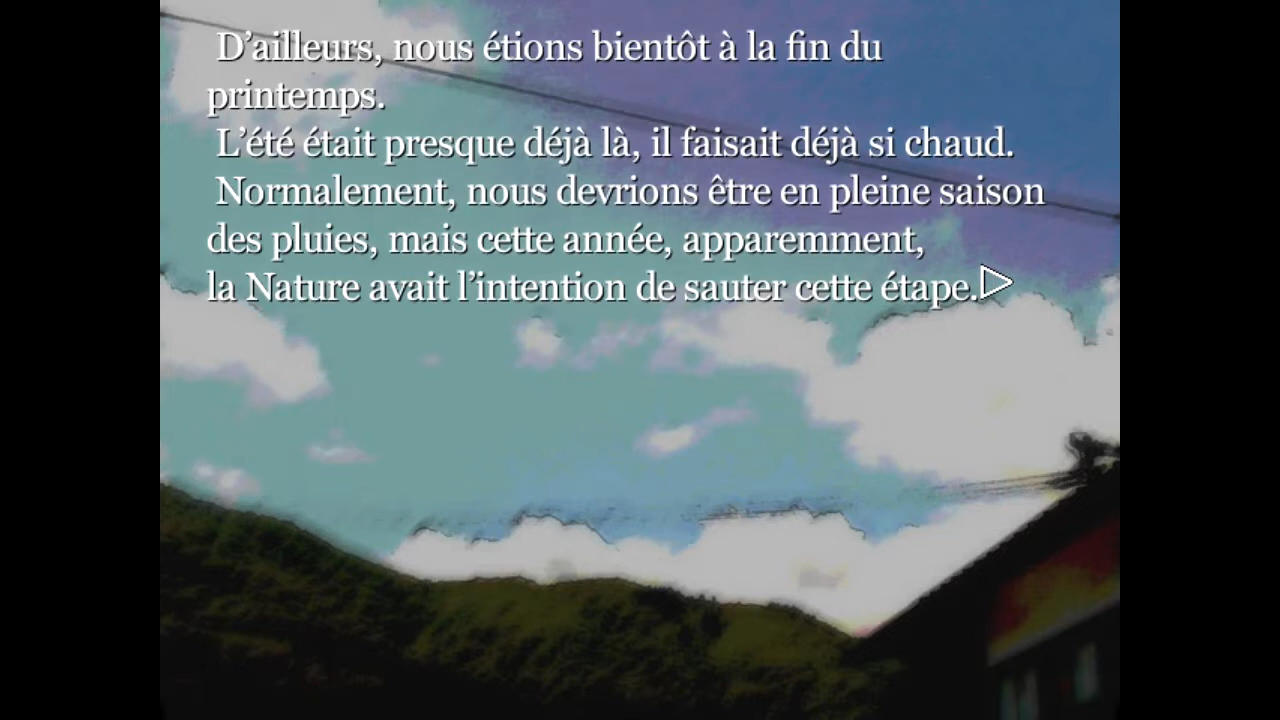 D’ailleurs, nous étions bientôt à la fin du
printemps.
L’été était presque déjà là, il faisait déjà si chaud.
Normalement, nous devrions être en pleine saison
des pluies, mais cette année, apparemment,
la Nature avait l’intention de sauter cette étape.